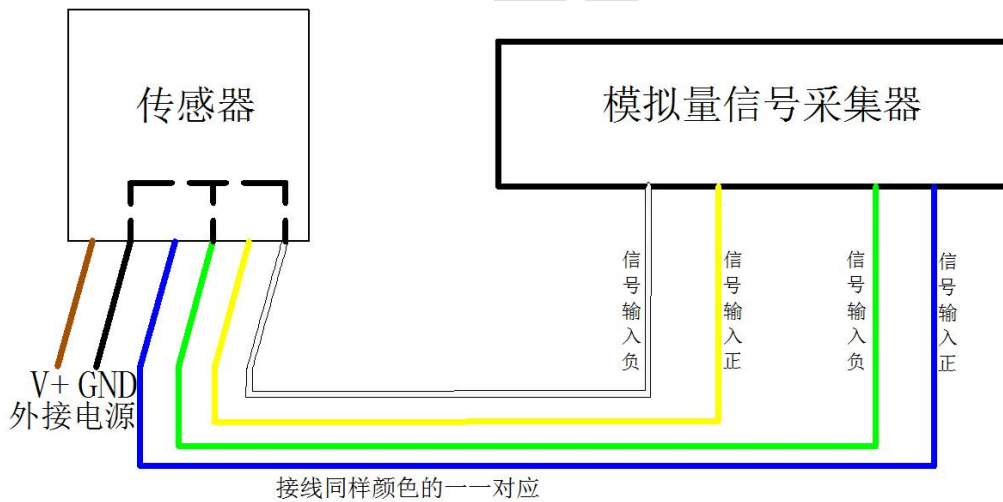 传感器
模拟量信号采集器
信号输入负
信号输入正
信号输入负
信号输入正
V+ GND
外接电源
接线同样颜色的一一对应